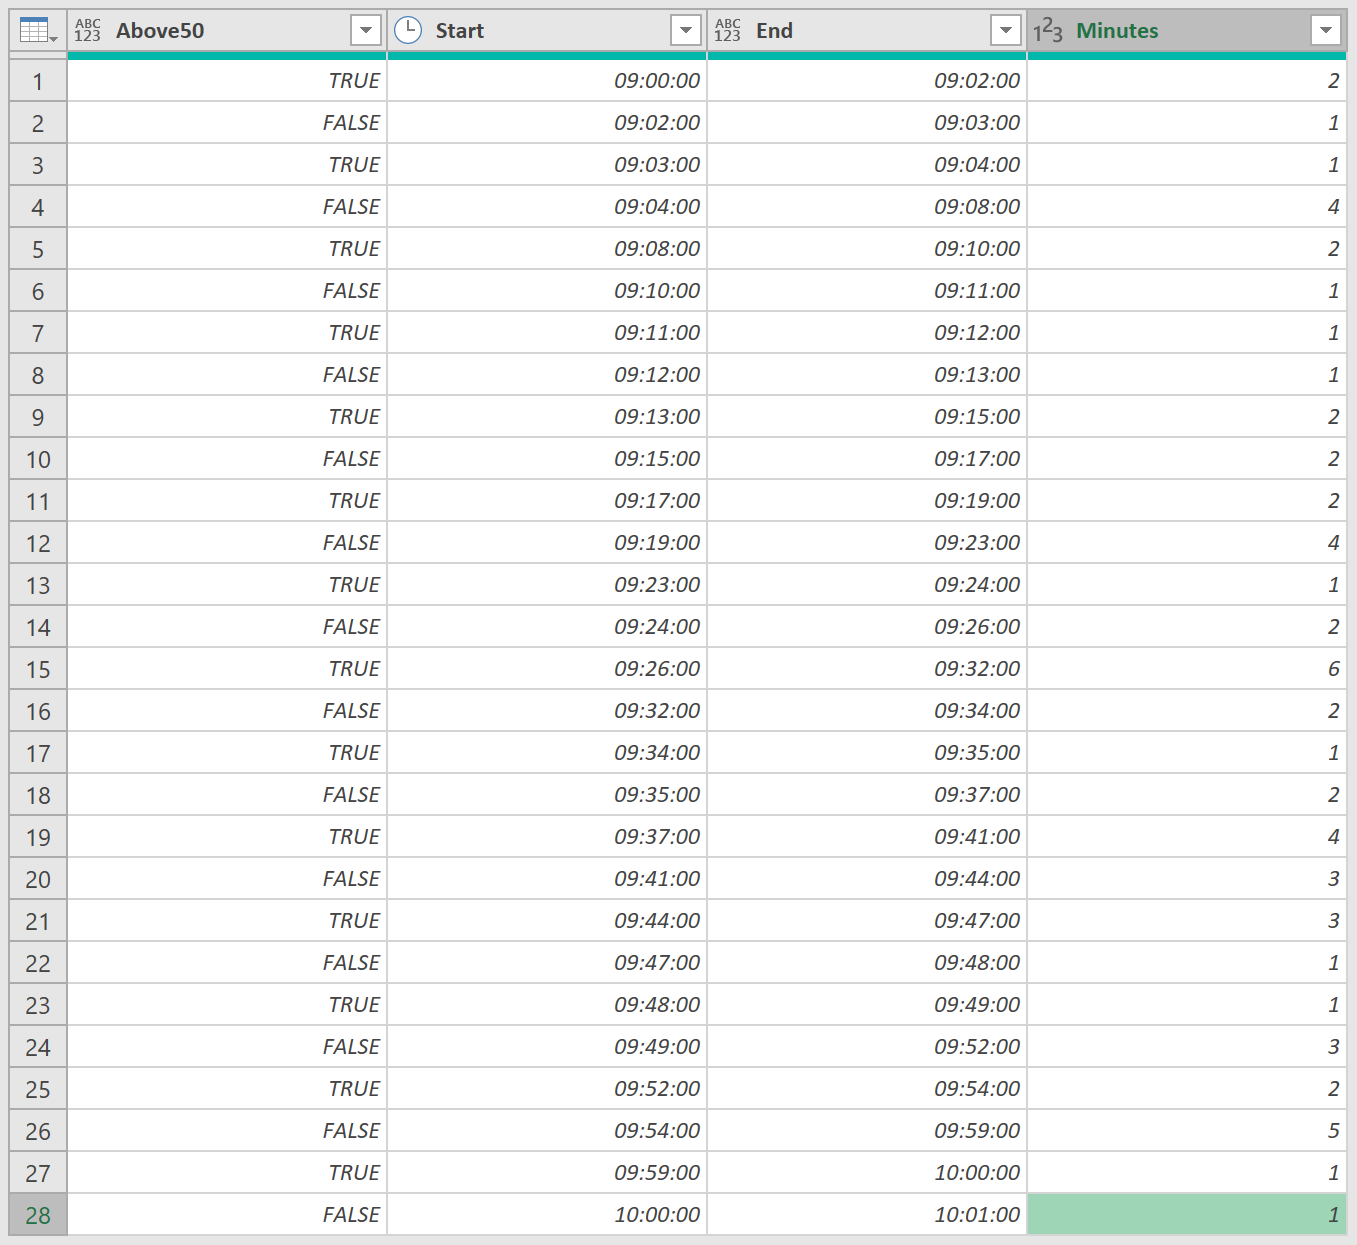 ABC 123 Above50 Start ABC 123 End 123 Minutes
1 TRUE 09:00:00 09:02:00 2
2 FALSE 09:02:00 09:03:00 1
3 TRUE 09:03:00 09:04:00 1
4 FALSE 09:04:00 09:08:00 4
5 TRUE 09:08:00 09:10:00 2
6 FALSE 09:10:00 09:11:00 1
7 TRUE 09:11:00 09:12:00 1
8 FALSE 09:12:00 09:13:00 1
9 TRUE 09:13:00 09:15:00 2
10 FALSE 09:15:00 09:17:00 2
11 TRUE 09:17:00 09:19:00 2
12 FALSE 09:19:00 09:23:00 4
13 TRUE 09:23:00 09:24:00 1
14 FALSE 09:24:00 09:26:00 2
15 TRUE 09:26:00 09:32:00 6
16 FALSE 09:32:00 09:34:00 2
17 TRUE 09:34:00 09:35:00 1
18 FALSE 09:35:00 09:37:00 2
19 TRUE 09:37:00 09:41:00 4
20 FALSE 09:41:00 09:44:00 3
21 TRUE 09:44:00 09:47:00 3
22 FALSE 09:47:00 09:48:00 1
23 TRUE 09:48:00 09:49:00 1
24 FALSE 09:49:00 09:52:00 3
25 TRUE 09:52:00 09:54:00 2
26 FALSE 09:54:00 09:59:00 5
27 TRUE 09:59:00 10:00:00 1
28 FALSE 10:00:00 10:01:00 1